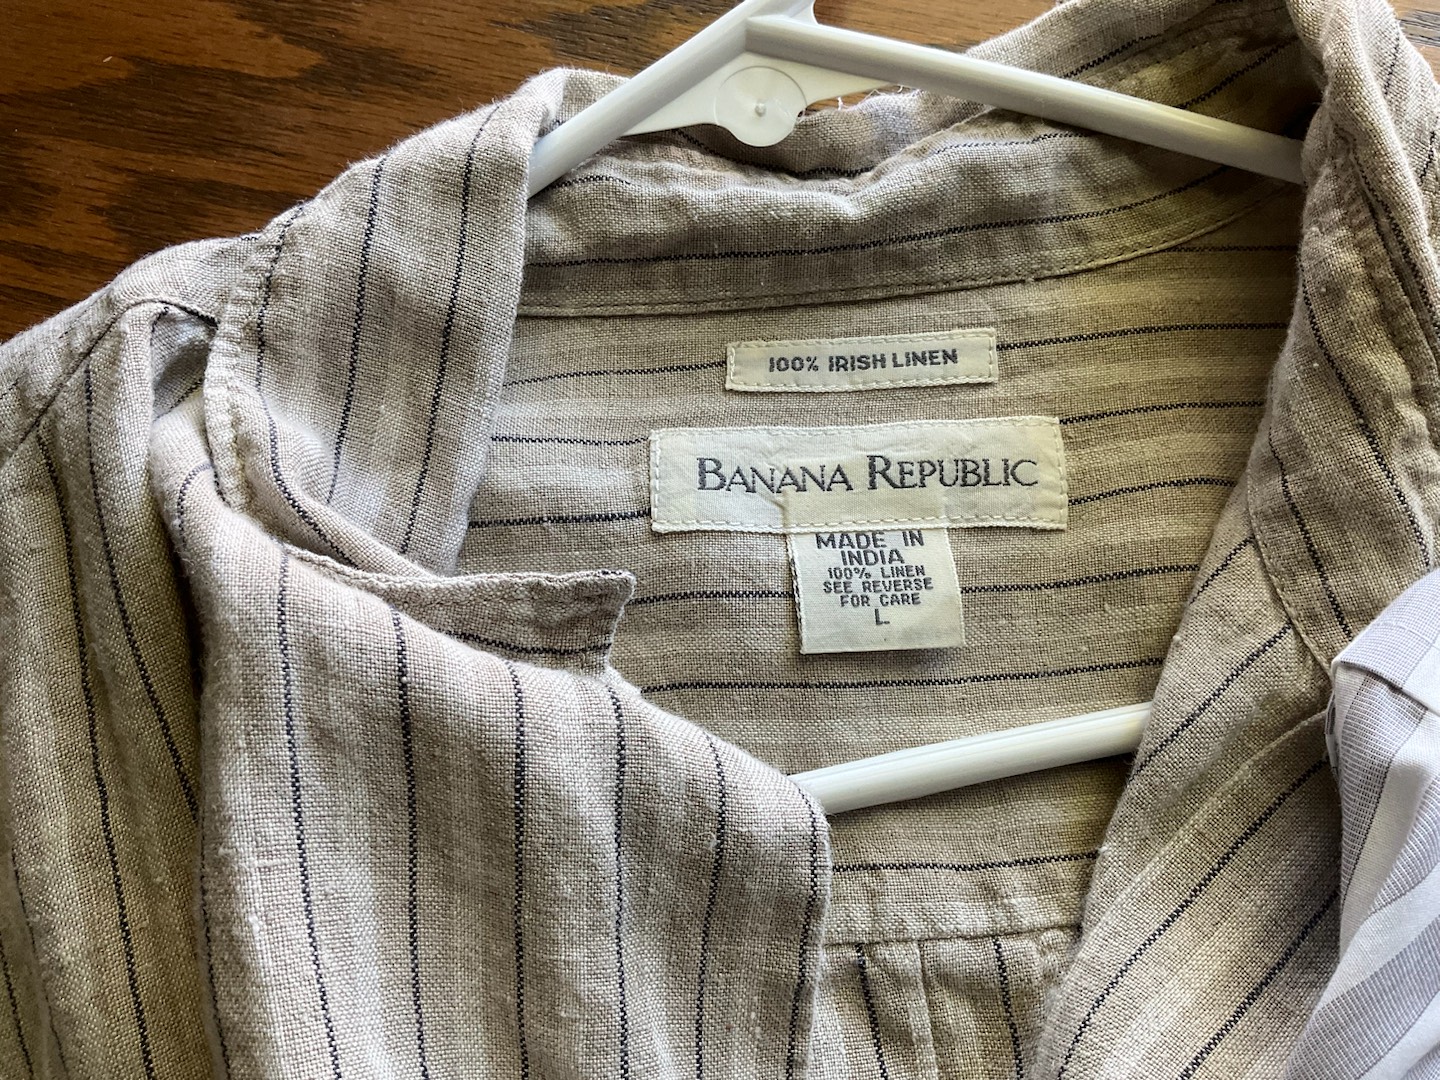 100% IRISH LINEN
BANANA REPUBLIC
MADE IN
INDIA
100% LINEN
SEE REVERSE
FOR CARE
L